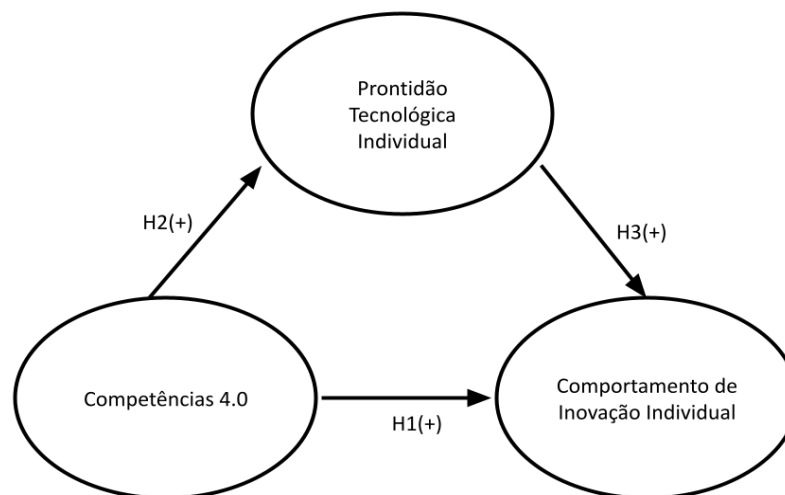 Prontidão
Tecnológica
Individual
H2(+)
H3(+)
Competências 4.0
H1(+)
Comportamento de
Inovação Individual